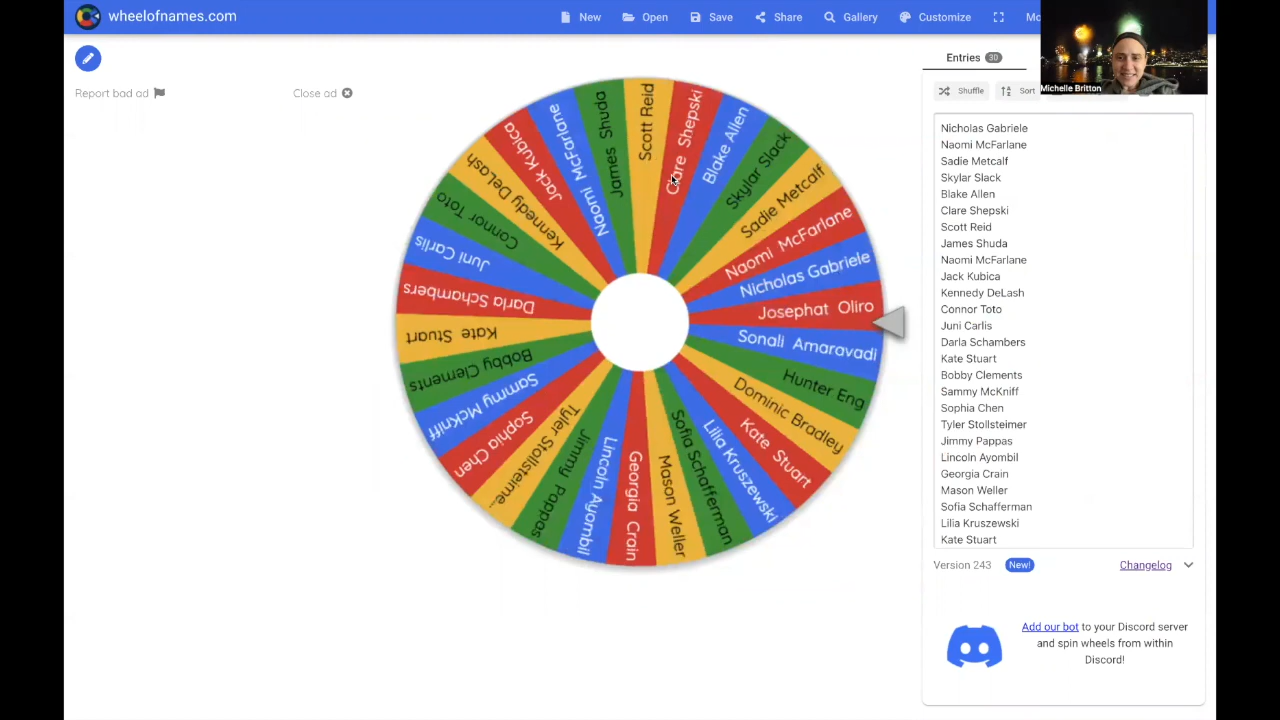 wheelofnames.com
New
Open
Save
Share
Gallery
Customize
Mo
Michelle Britton
Report bad ad
Close ad
Entries 30
Shuffle
Sort
Scott Reid
Clare Shepski
Blake Allen
Skylar Slack
Sadie Metcalf
Naomi McFarlane
Nicholas Gabriele
Josephat Oliro
Sonali Amaravadi
Hunter Eng
Dominic Bradley
Kate Stuart
Lilia Kruszewski
Sofia Schafferman
Mason Weller
Georgia Crain
Lincoln Ayombil
Jimmy Pappas
Tyler Stollsteime...
Sophia Chen
Sammy McKniff
Bobby Clements
Kate Stuart
Darla Schambers
Juni Carlis
Connor Toto
Kennedy DeLash
Jack Kubica
Naomi McFarlane
James Shuda
Nicholas Gabriele
Naomi McFarlane
Sadie Metcalf
Skylar Slack
Blake Allen
Clare Shepski
Scott Reid
James Shuda
Naomi McFarlane
Jack Kubica
Kennedy DeLash
Connor Toto
Juni Carlis
Darla Schambers
Kate Stuart
Bobby Clements
Sammy McKniff
Sophia Chen
Tyler Stollsteimer
Jimmy Pappas
Lincoln Ayombil
Georgia Crain
Mason Weller
Sofia Schafferman
Lilia Kruszewski
Kate Stuart
Version 243 New! Changelog
Add our bot to your Discord server
and spin wheels from within
Discord!